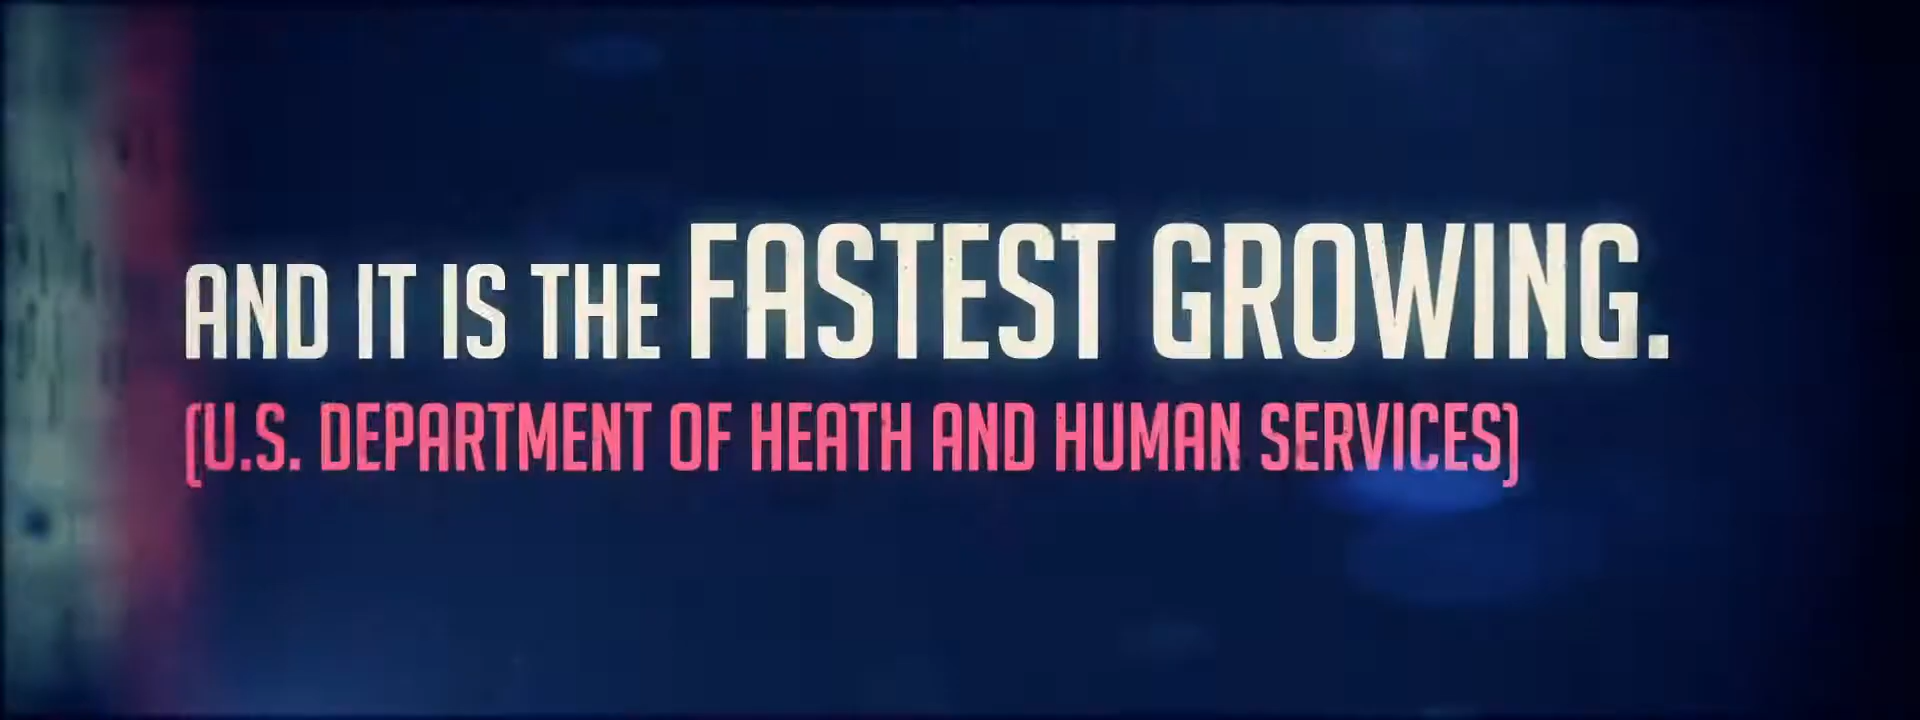 AND IT IS THE FASTEST GROWING.
(U.S. DEPARTMENT OF HEATH AND HUMAN SERVICES)